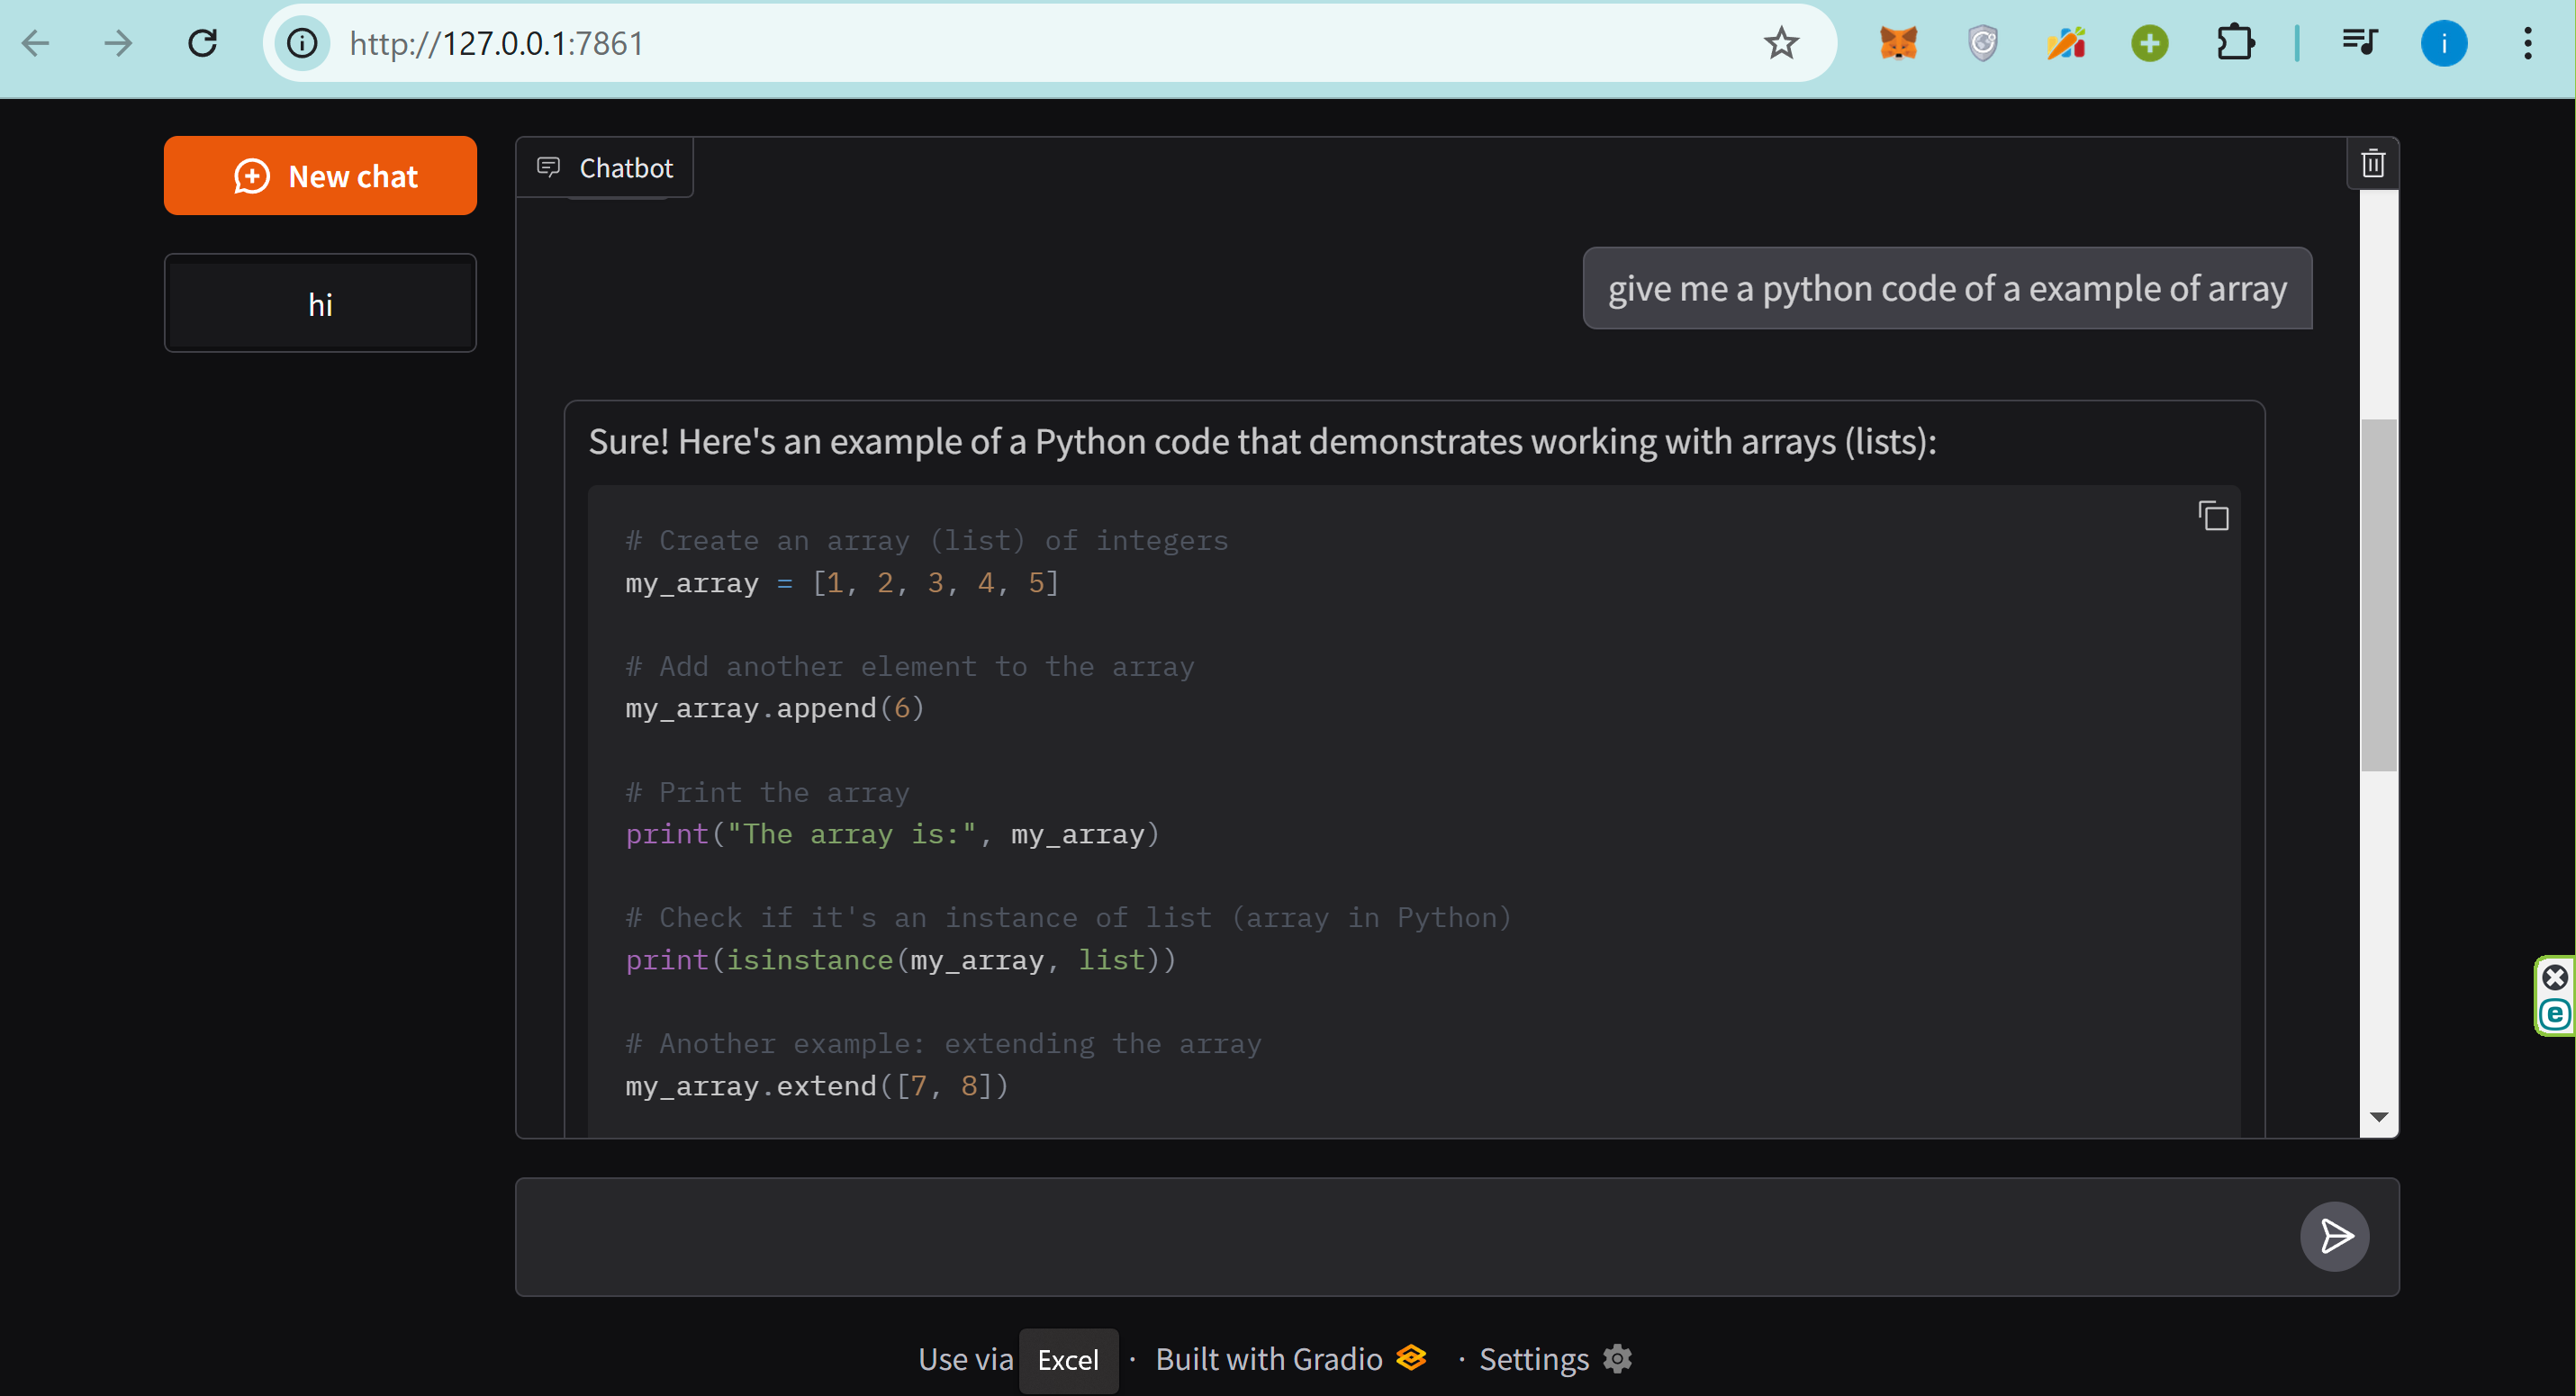 http://127.0.0.1:7861
i
New chat
hi
Chatbot
give me a python code of a example of array
Sure! Here's an example of a Python code that demonstrates working with arrays (lists):
# Create an array (list) of integers
my_array = [1, 2, 3, 4, 5]
# Add another element to the array
my_array.append(6)
# Print the array
print("The array is:", my_array)
# Check if it's an instance of list (array in Python)
print(isinstance(my_array, list))
# Another example: extending the array
my_array.extend([7, 8])
e
Use via Excel · Built with Gradio · Settings